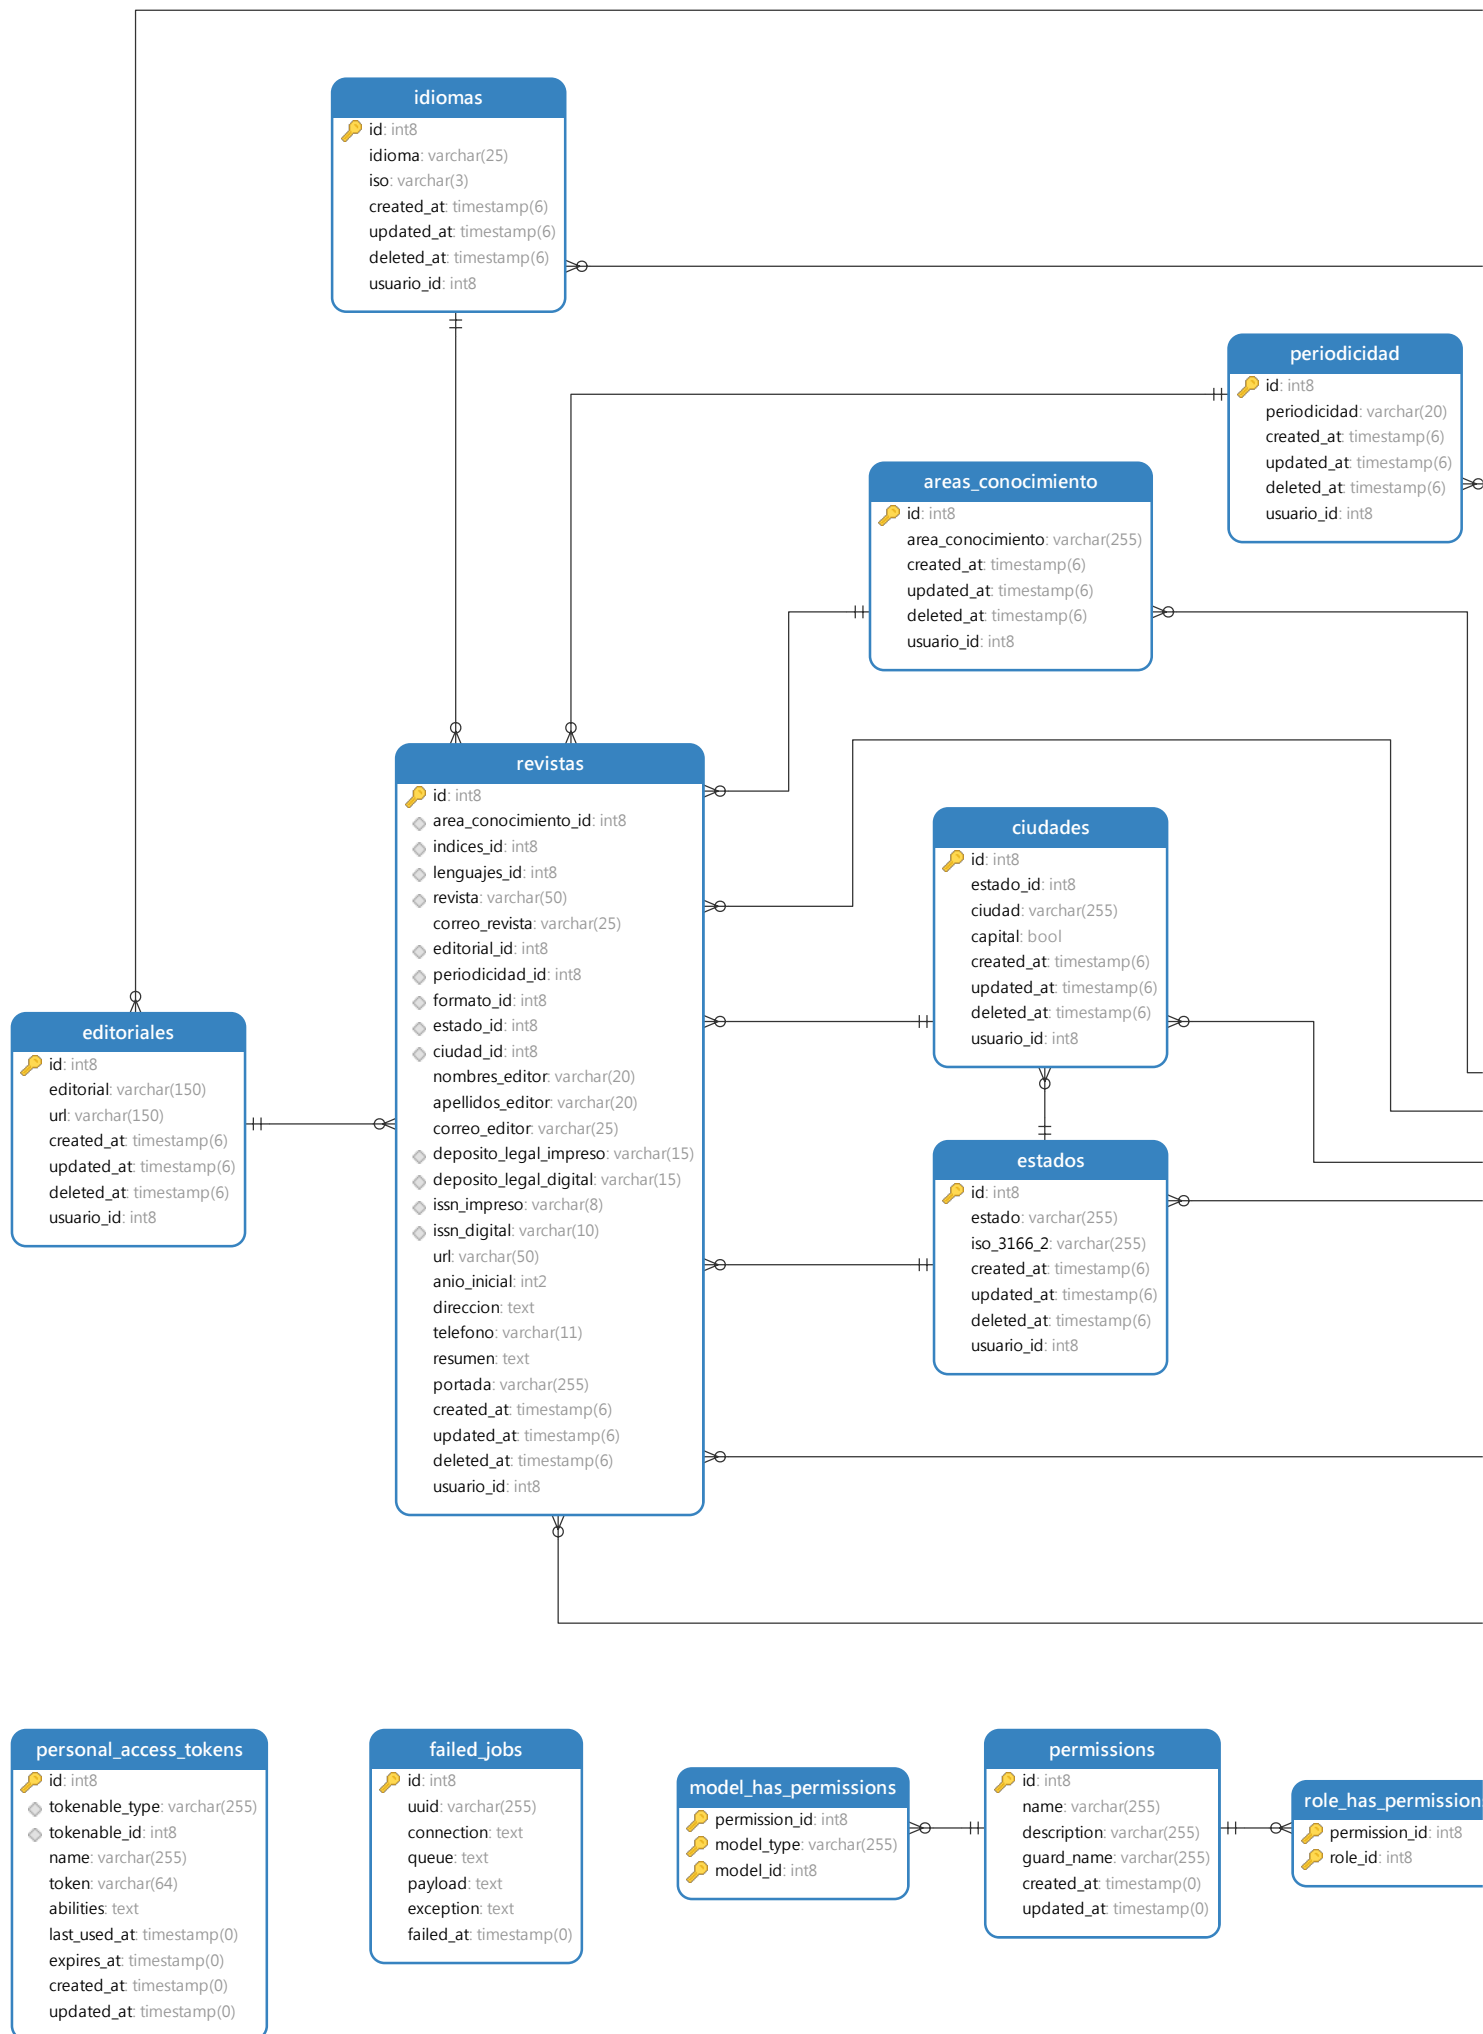 idiomas
id: int8
idioma: varchar(25)
iso: varchar(3)
created_at: timestamp(6)
updated_at: timestamp(6)
deleted_at: timestamp(6)
usuario_id: int8
periodicidad
id: int8
periodicidad: varchar(20)
created_at: timestamp(6)
updated_at: timestamp(6)
deleted_at: timestamp(6)
usuario_id: int8
areas_conocimiento
id: int8
area_conocimiento: varchar(255)
created_at: timestamp(6)
updated_at: timestamp(6)
deleted_at: timestamp(6)
usuario_id: int8
revistas
id: int8
area_conocimiento_id: int8
indices_id: int8
lenguajes_id: int8
revista: varchar(50)
correo_revista: varchar(25)
editorial_id: int8
periodicidad_id: int8
formato_id: int8
estado_id: int8
ciudad_id: int8
nombres_editor: varchar(20)
apellidos_editor: varchar(20)
correo_editor: varchar(25)
deposito_legal_impreso: varchar(15)
deposito_legal_digital: varchar(15)
issn_impreso: varchar(8)
issn_digital: varchar(10)
url: varchar(50)
anio_inicial: int2
direccion: text
telefono: varchar(11)
resumen: text
portada: varchar(255)
created_at: timestamp(6)
updated_at: timestamp(6)
deleted_at: timestamp(6)
usuario_id: int8
ciudades
id: int8
estado_id: int8
ciudad: varchar(255)
capital: bool
created_at: timestamp(6)
updated_at: timestamp(6)
deleted_at: timestamp(6)
usuario_id: int8
editoriales
id: int8
editorial: varchar(150)
url: varchar(150)
created_at: timestamp(6)
updated_at: timestamp(6)
deleted_at: timestamp(6)
usuario_id: int8
estados
id: int8
estado: varchar(255)
iso_3166_2: varchar(255)
created_at: timestamp(6)
updated_at: timestamp(6)
deleted_at: timestamp(6)
usuario_id: int8
personal_access_tokens
id: int8
tokenable_type: varchar(255)
tokenable_id: int8
name: varchar(255)
token: varchar(64)
abilities: text
last_used_at: timestamp(0)
expires_at: timestamp(0)
created_at: timestamp(0)
updated_at: timestamp(0)
failed_jobs
id: int8
uuid: varchar(255)
connection: text
queue: text
payload: text
exception: text
failed_at: timestamp(0)
model_has_permissions
permission_id: int8
model_type: varchar(255)
model_id: int8
permissions
id: int8
name: varchar(255)
description: varchar(255)
guard_name: varchar(255)
created_at: timestamp(0)
updated_at: timestamp(0)
role_has_permission
permission_id: int8
role_id: int8